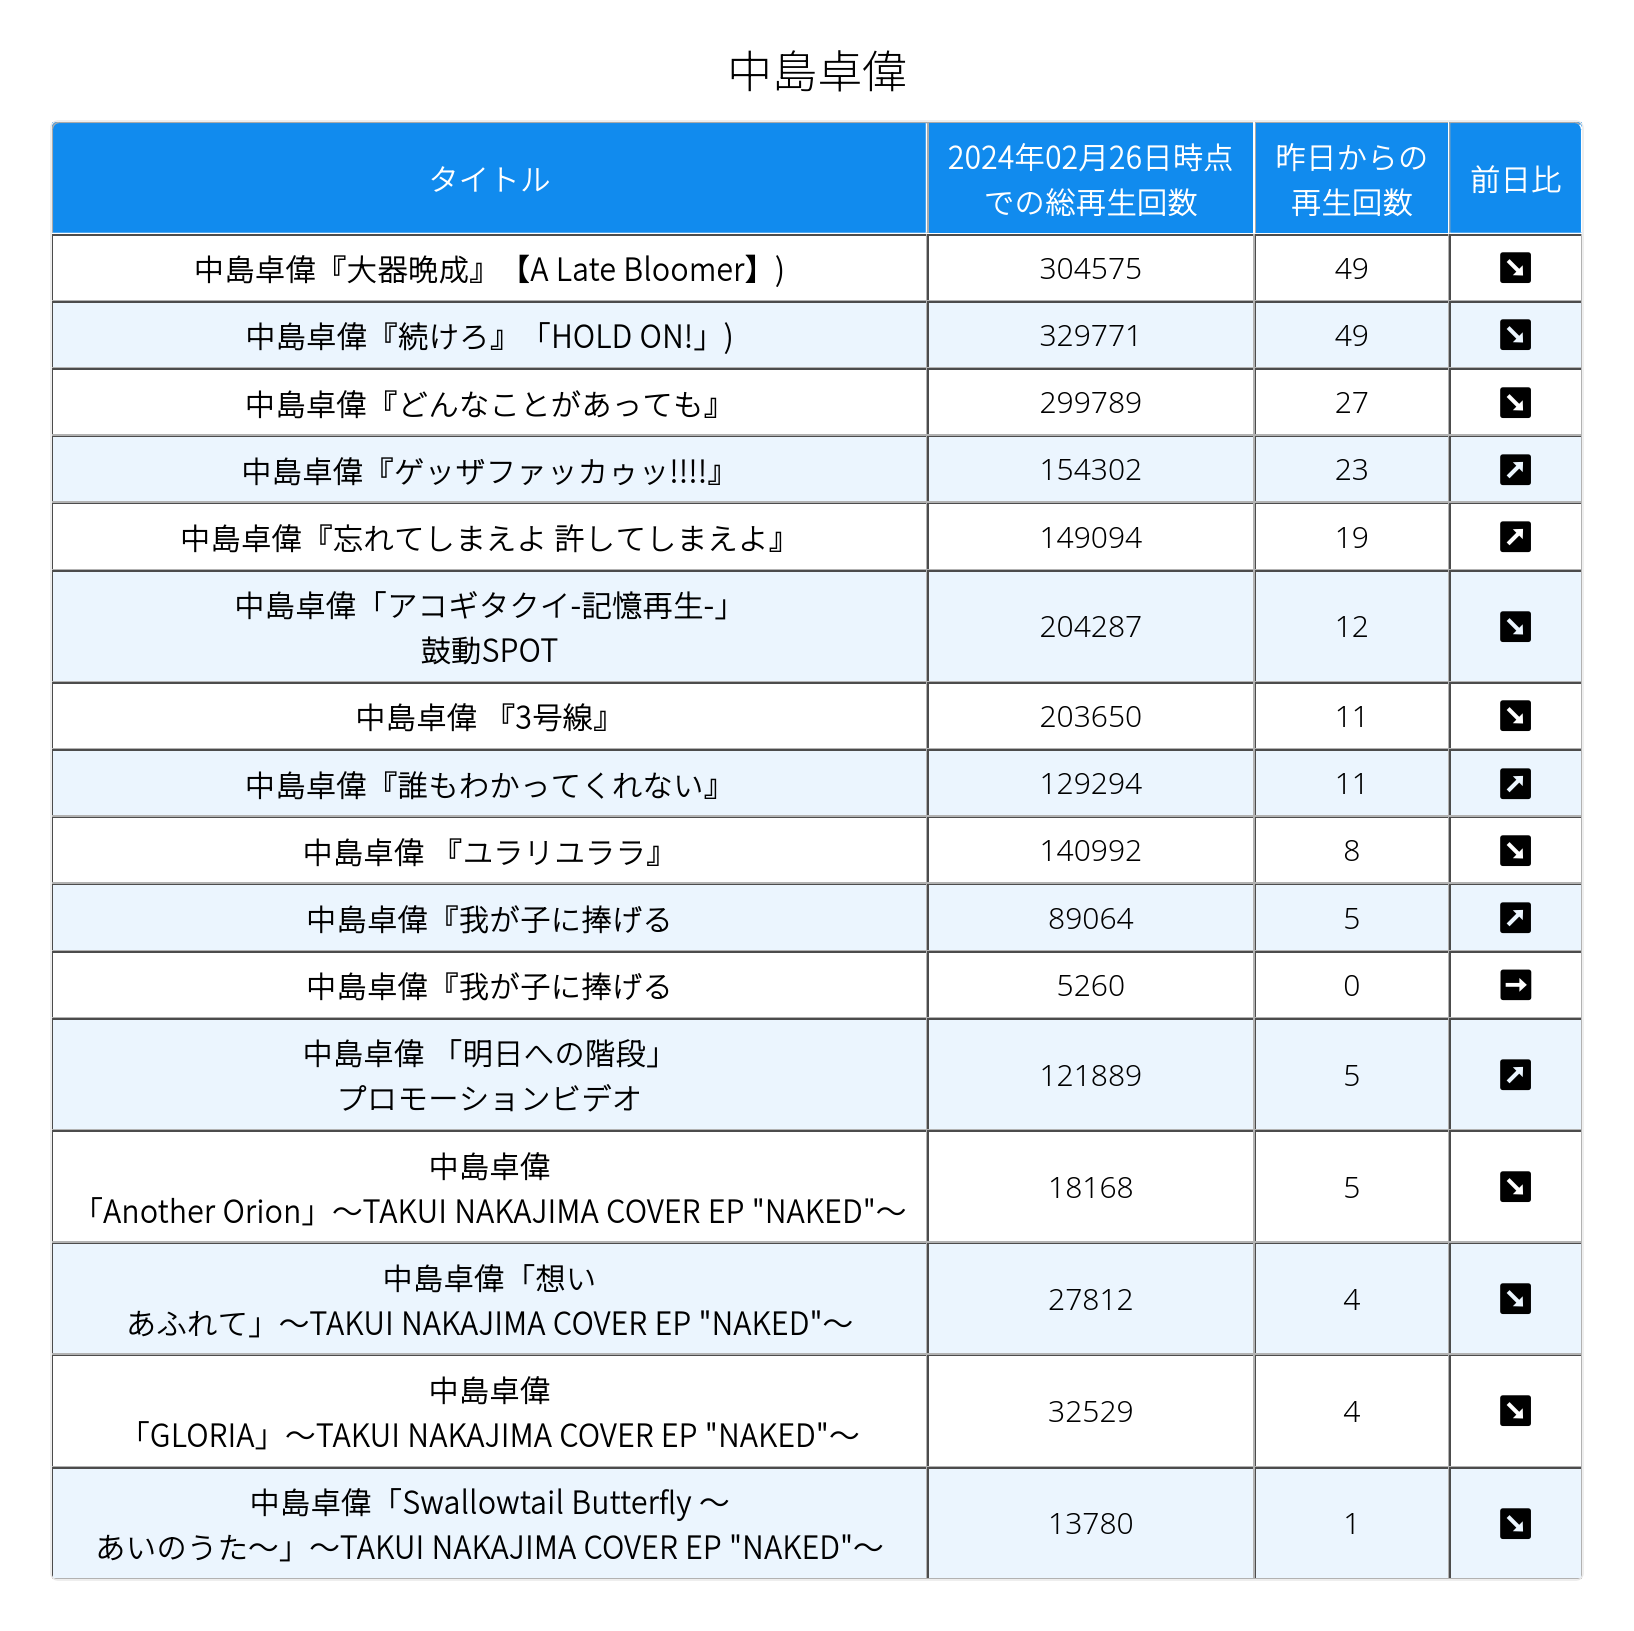 中島卓偉
タイトル
2024年02月26日時点
での総再生回数
昨日からの
再生回数
前日比
中島卓偉『大器晩成』【A Late Bloomer】)
304575
49
中島卓偉『続けろ』「HOLD ON!」)
329771
49
中島卓偉『どんなことがあっても』
299789
27
中島卓偉『ゲッザファッカゥッ!!!!』
154302
23
中島卓偉『忘れてしまえよ 許してしまえよ』
149094
19
中島卓偉「アコギタクイ-記憶再生-」
鼓動SPOT
204287
12
中島卓偉 『3号線』
203650
11
中島卓偉『誰もわかってくれない』
129294
11
中島卓偉 『ユラリユララ』
140992
8
中島卓偉『我が子に捧げる
89064
5
中島卓偉『我が子に捧げる
5260
0
中島卓偉 「明日への階段」
プロモーションビデオ
121889
5
中島卓偉
「Another Orion」～TAKUI NAKAJIMA COVER EP "NAKED"～
18168
5
中島卓偉「想い
あふれて」～TAKUI NAKAJIMA COVER EP "NAKED"～
27812
4
中島卓偉
「GLORIA」～TAKUI NAKAJIMA COVER EP "NAKED"～
32529
4
中島卓偉「Swallowtail Butterfly ～
あいのうた～」～TAKUI NAKAJIMA COVER EP "NAKED"～
13780
1